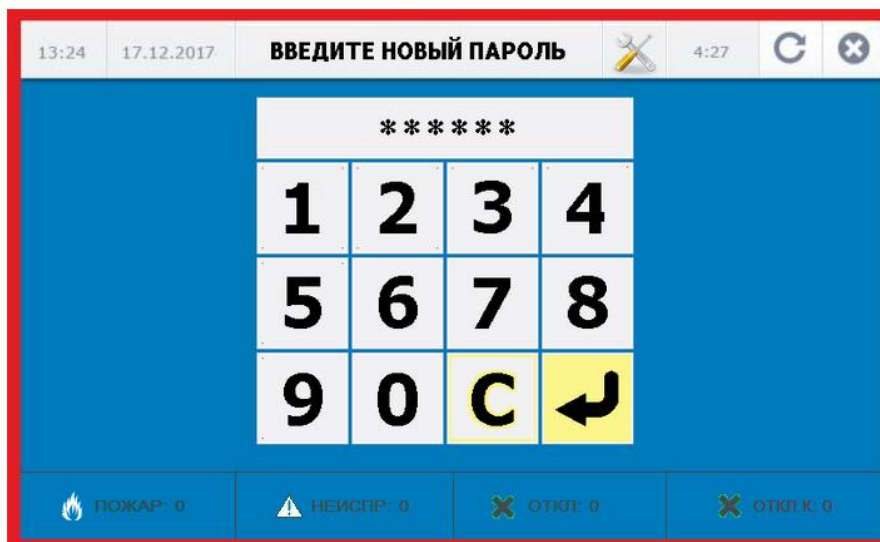 13:24 17.12.2017 ВВЕДИТЕ НОВЫЙ ПАРОЛЬ 4:27
******
1 2 3 4
5 6 7 8
9 0 C
ПОЖАР: 0 НЕИСПР: 0 ОТКЛ: 0 ОТКЛ.К: 0